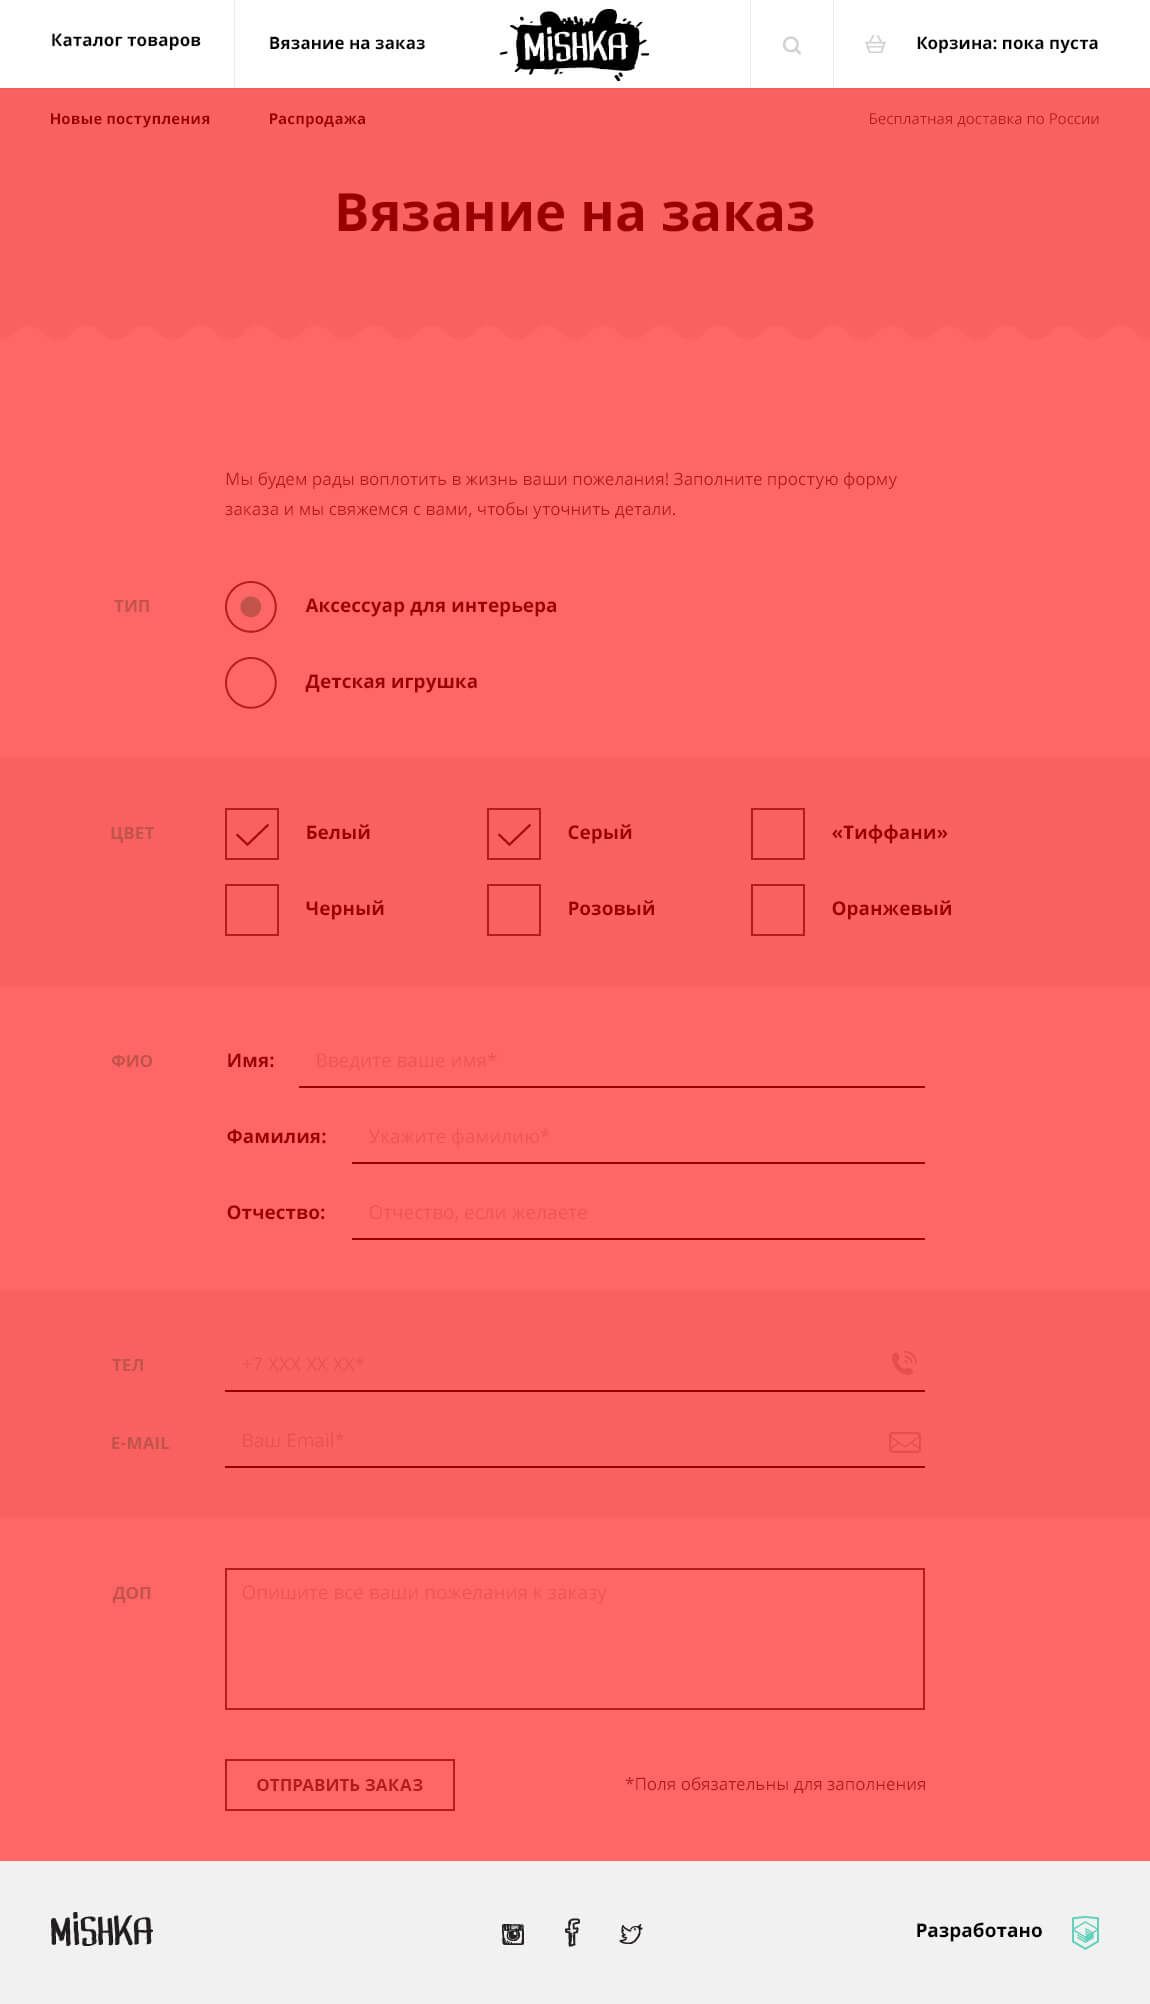 Каталог товаров
Вязание на заказ
MiSHKA
Корзина: пока пуста
Новые поступления
Распродажа
Бесплатная доставка по России
Вязание на заказ
Мы будем рады воплотить в жизнь ваши пожелания! Заполните простую форму
заказа и мы свяжемся с вами, чтобы уточнить детали.
ТИП
Аксессуар для интерьера
Детская игрушка
ЦВЕТ
Белый
Серый
«Тиффани»
Черный
Розовый
Оранжевый
ФИО
Имя:
Введите ваше имя*
Фамилия:
Укажите фамилию*
Отчество:
Отчество, если желаете
ТЕЛ
+7 XXX XX XX*
E-MAIL
Ваш Email*
ДОП
Опишите все ваши пожелания к заказу
ОТПРАВИТЬ ЗАКАЗ
*Поля обязательны для заполнения
MiSHKA
Разработано